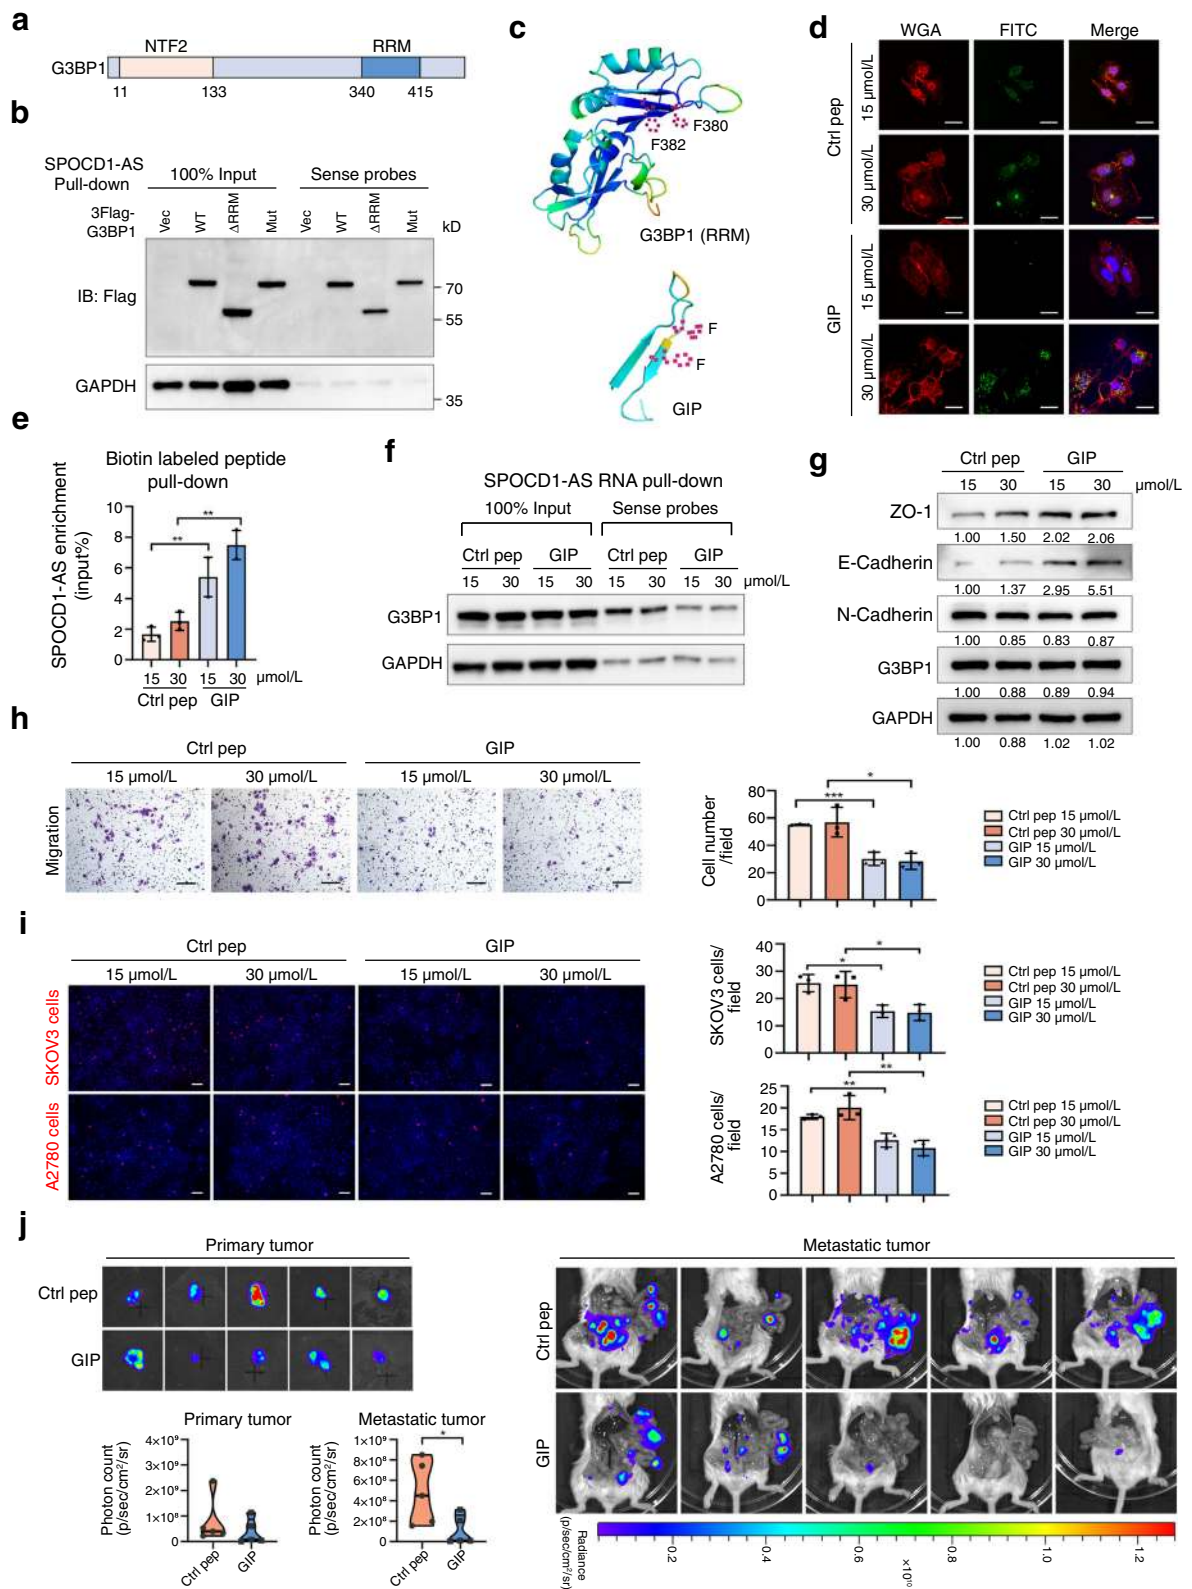 a
NTF2 RRM
G3BP1
11 133 340 415
b
SPOCD1-AS
Pull-down
100% Input Sense probes
3Flag-
G3BP1
Vec WT ΔRRM Mut Vec WT ΔRRM Mut kD
IB: Flag
70
55
GAPDH
35
c
F380
F382
G3BP1 (RRM)
F
F
GIP
d
WGA FITC Merge
Ctrl pep
15 µmol/L
30 µmol/L
GIP
15 µmol/L
30 µmol/L
e
Biotin labeled peptide
pull-down
SPOCD1-AS enrichment
(input%)
10
8
6
4
2
0
** **
15 30 15 30 µmol/L
Ctrl pep GIP
f
SPOCD1-AS RNA pull-down
100% Input Sense probes
Ctrl pep GIP Ctrl pep GIP
15 30 15 30 15 30 15 30 µmol/L
G3BP1
GAPDH
g
Ctrl pep GIP
15 30 15 30 µmol/L
ZO-1
1.00 1.50 2.02 2.06
E-Cadherin
1.00 1.37 2.95 5.51
N-Cadherin
1.00 0.85 0.83 0.87
G3BP1
1.00 0.88 0.89 0.94
GAPDH
1.00 0.88 1.02 1.02
h
Ctrl pep GIP
15 µmol/L 30 µmol/L 15 µmol/L 30 µmol/L
Migration
Cell number
/field
80
60
40
20
0
*** *
Ctrl pep 15 µmol/L
Ctrl pep 30 µmol/L
GIP 15 µmol/L
GIP 30 µmol/L
i
Ctrl pep GIP
15 µmol/L 30 µmol/L 15 µmol/L 30 µmol/L
SKOV3 cells
A2780 cells
SKOV3 cells/
field
40
30
20
10
0
* *
Ctrl pep 15 µmol/L
Ctrl pep 30 µmol/L
GIP 15 µmol/L
GIP 30 µmol/L
A2780 cells/
field
25
20
15
10
5
0
** **
Ctrl pep 15 µmol/L
Ctrl pep 30 µmol/L
GIP 15 µmol/L
GIP 30 µmol/L
j
Primary tumor
Ctrl pep
GIP
Primary tumor
Photon count
(p/sec/cm²/sr)
4×10⁹
3×10⁹
2×10⁹
1×10⁹
0
Ctrl pep GIP
Metastatic tumor
Photon count
(p/sec/cm²/sr)
1×10⁹
8×10⁸
6×10⁸
4×10⁸
2×10⁸
0
*
Ctrl pep GIP
Metastatic tumor
Ctrl pep
GIP
Radiance
(p/sec/cm²/sr)
0.2 0.4 0.6 0.8 1.0 1.2
×10¹⁰